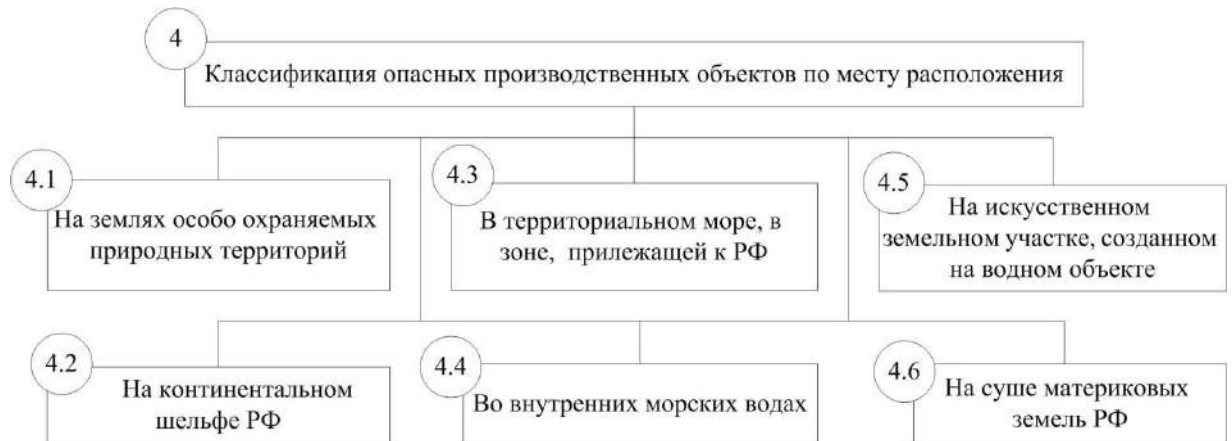 4
Классификация опасных производственных объектов по месту расположения
4.1
На землях особо охраняемых
природных территорий
4.3
В территориальном море, в
зоне, прилежащей к РФ
4.5
На искусственном
земельном участке, созданном
на водном объекте
4.2
На континентальном
шельфе РФ
4.4
Во внутренних морских водах
4.6
На суше материковых
земель РФ